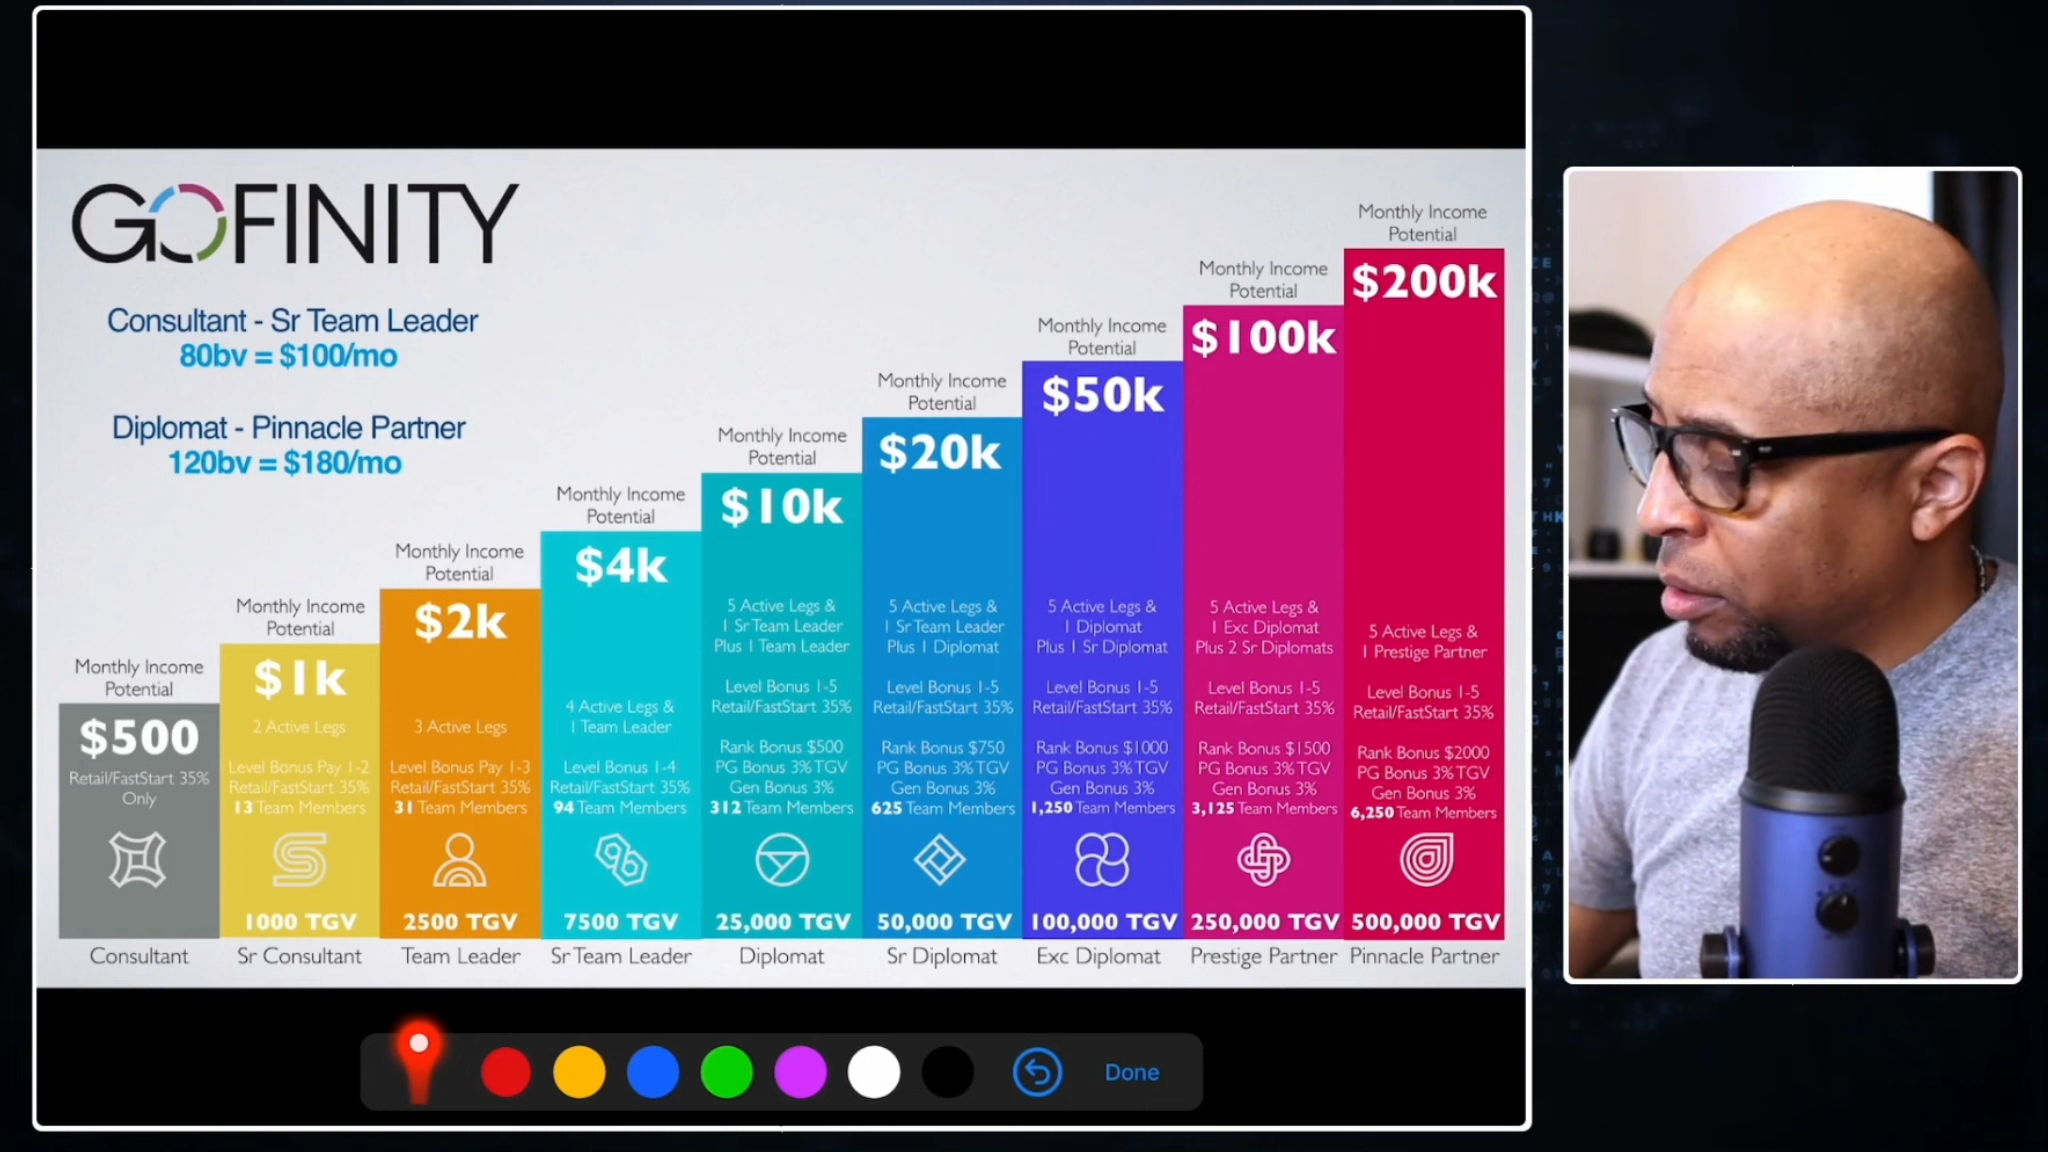 GOFINITY
Consultant - Sr Team Leader
80bv = $100/mo
Diplomat - Pinnacle Partner
120bv = $180/mo
Monthly Income
Potential
$500
Retail/FastStart 35%
Only
Consultant
Monthly Income
Potential
$1k
2 Active Legs
Level Bonus Pay 1-2
Retail/FastStart 35%
13 Team Members
1000 TGV
Sr Consultant
Monthly Income
Potential
$2k
3 Active Legs
Level Bonus Pay 1-3
Retail/FastStart 35%
31 Team Members
2500 TGV
Team Leader
Monthly Income
Potential
$4k
4 Active Legs &
1 Team Leader
Level Bonus 1-4
Retail/FastStart 35%
94 Team Members
7500 TGV
Sr Team Leader
Monthly Income
Potential
$10k
5 Active Legs &
1 Sr Team Leader
Plus 1 Team Leader
Level Bonus 1-5
Retail/FastStart 35%
Rank Bonus $500
PG Bonus 3% TGV
Gen Bonus 3%
312 Team Members
25,000 TGV
Diplomat
Monthly Income
Potential
$20k
5 Active Legs &
1 Sr Team Leader
Plus 1 Diplomat
Level Bonus 1-5
Retail/FastStart 35%
Rank Bonus $750
PG Bonus 3% TGV
Gen Bonus 3%
625 Team Members
50,000 TGV
Sr Diplomat
Monthly Income
Potential
$50k
5 Active Legs &
1 Diplomat
Plus 1 Sr Diplomat
Level Bonus 1-5
Retail/FastStart 35%
Rank Bonus $1000
PG Bonus 3% TGV
Gen Bonus 3%
1,250 Team Members
100,000 TGV
Exc Diplomat
Monthly Income
Potential
$100k
5 Active Legs &
1 Exc Diplomat
Plus 2 Sr Diplomats
Level Bonus 1-5
Retail/FastStart 35%
Rank Bonus $1500
PG Bonus 3% TGV
Gen Bonus 3%
3,125 Team Members
250,000 TGV
Prestige Partner
Monthly Income
Potential
$200k
5 Active Legs &
1 Prestige Partner
Level Bonus 1-5
Retail/FastStart 35%
Rank Bonus $2000
PG Bonus 3% TGV
Gen Bonus 3%
6,250 Team Members
500,000 TGV
Pinnacle Partner
Done